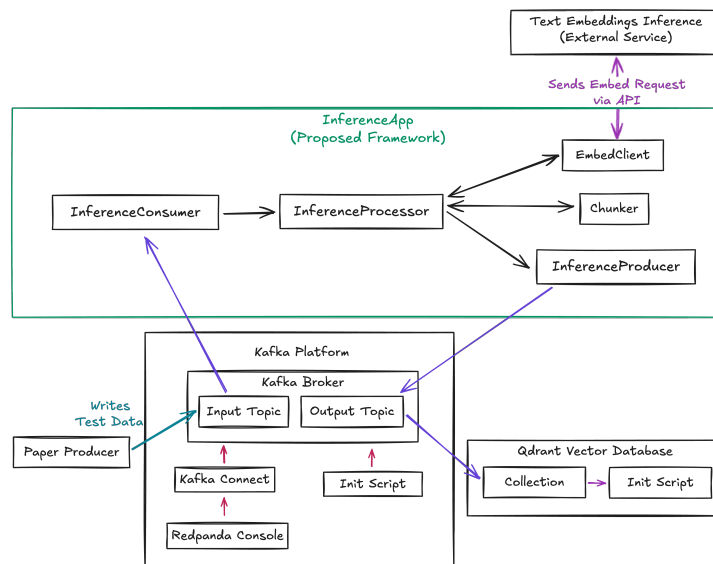 Text Embeddings Inference
(External Service)
Sends Embed Request
via API
InferenceApp
(Proposed Framework)
EmbedClient
InferenceConsumer
InferenceProcessor
Chunker
InferenceProducer
Kafka Platform
Kafka Broker
Writes
Test Data
Input Topic
Output Topic
Paper Producer
Kafka Connect
Init Script
Redpanda Console
Qdrant Vector Database
Collection
Init Script